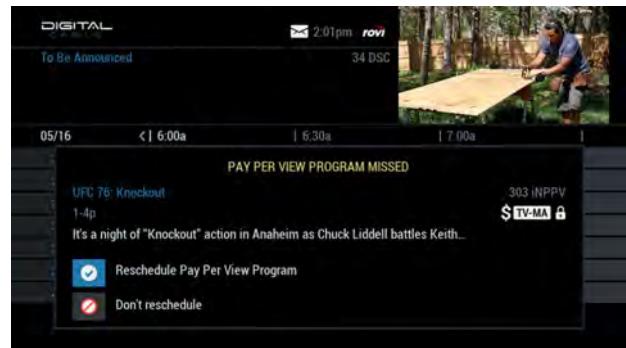 DIGITAL
2:01pm rovi
To Be Announced
34 DSC
05/16 < 6:00a 6:30a 7:00a
PAY PER VIEW PROGRAM MISSED
UFC 76: Knockout
303 iNPPV
1-4p
$ TV-MA
It's a night of "Knockout" action in Anaheim as Chuck Liddell battles Keith...
Reschedule Pay Per View Program
Don't reschedule